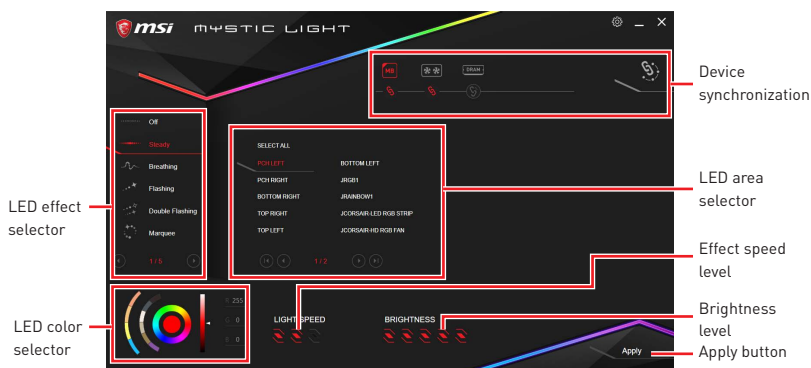 msi MYSTIC LIGHT
MB
DRAM
Device
synchronization
Off
Steady
Breathing
Flashing
Double Flashing
Marquee
1 / 5
LED effect
selector
SELECT ALL
PCH LEFT BOTTOM LEFT
PCH RIGHT JRGB1
BOTTOM RIGHT JRAINBOW1
TOP RIGHT JCORSAIR-LED RGB STRIP
TOP LEFT JCORSAIR-HD RGB FAN
1 / 2
LED area
selector
Effect speed
level
R 255
G 0
B 0
LED color
selector
LIGHT SPEED
BRIGHTNESS
Brightness
level
Apply
Apply button